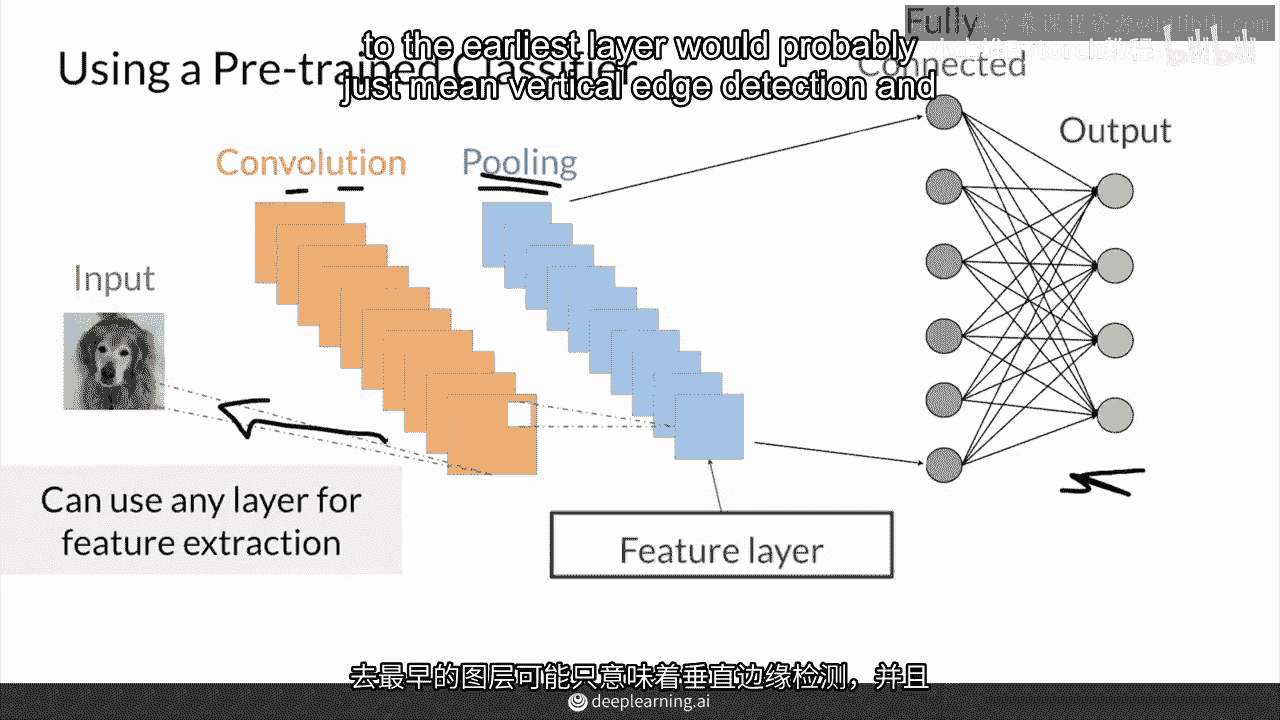 Fully
to the earliest layer would probably
Using a Pre-trained Classifier
Connected
just mean vertical edge detection and
Output
Convolution
Pooling
Input
Can use any layer for
feature extraction
Feature layer
去最早的图层可能只意味着垂直边缘检测，并且
deeplearning.ai